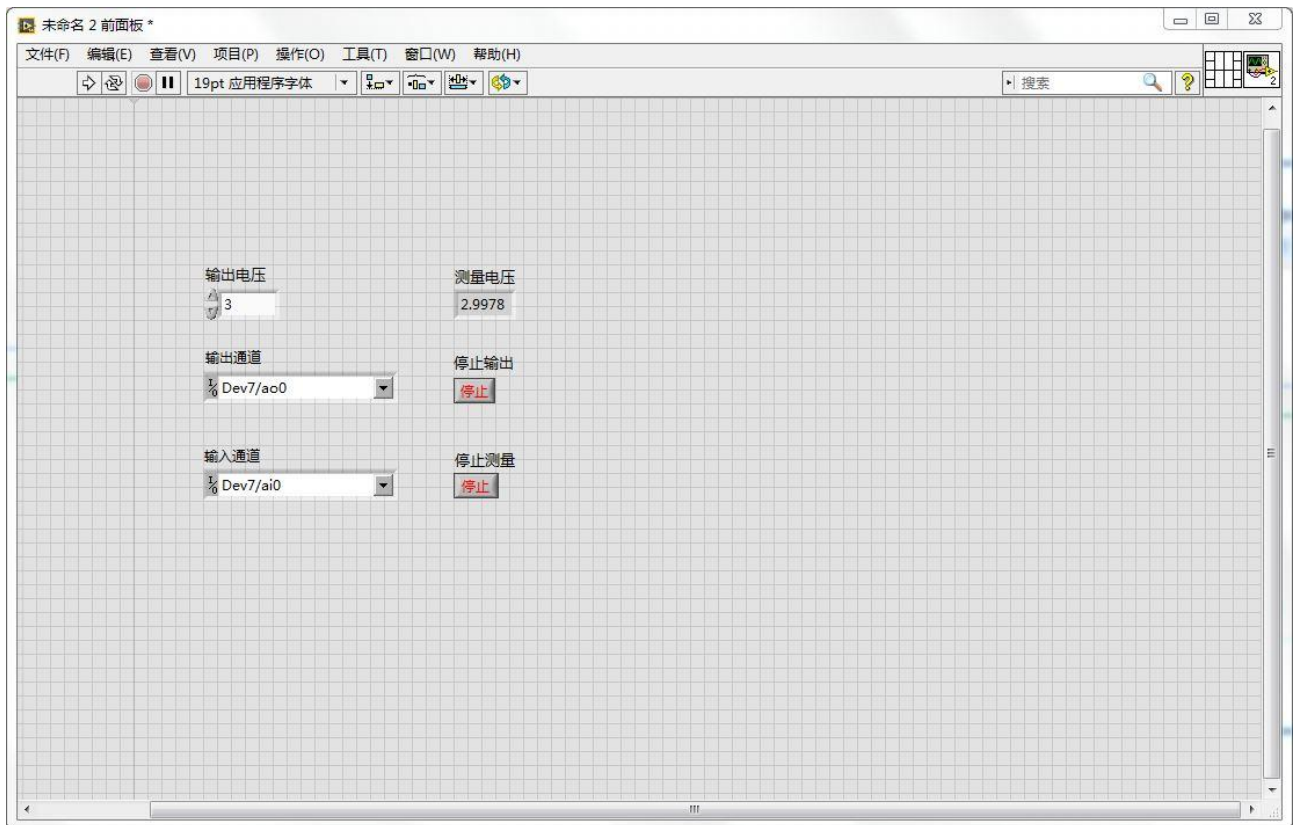 未命名 2 前面板 *
文件(F) 编辑(E) 查看(V) 项目(P) 操作(O) 工具(T) 窗口(W) 帮助(H)
19pt 应用程序字体 搜索 ? 2
输出电压 测量电压
3 2.9978
输出通道 停止输出
I/0 Dev7/ao0 停止
输入通道 停止测量
I/0 Dev7/ai0 停止